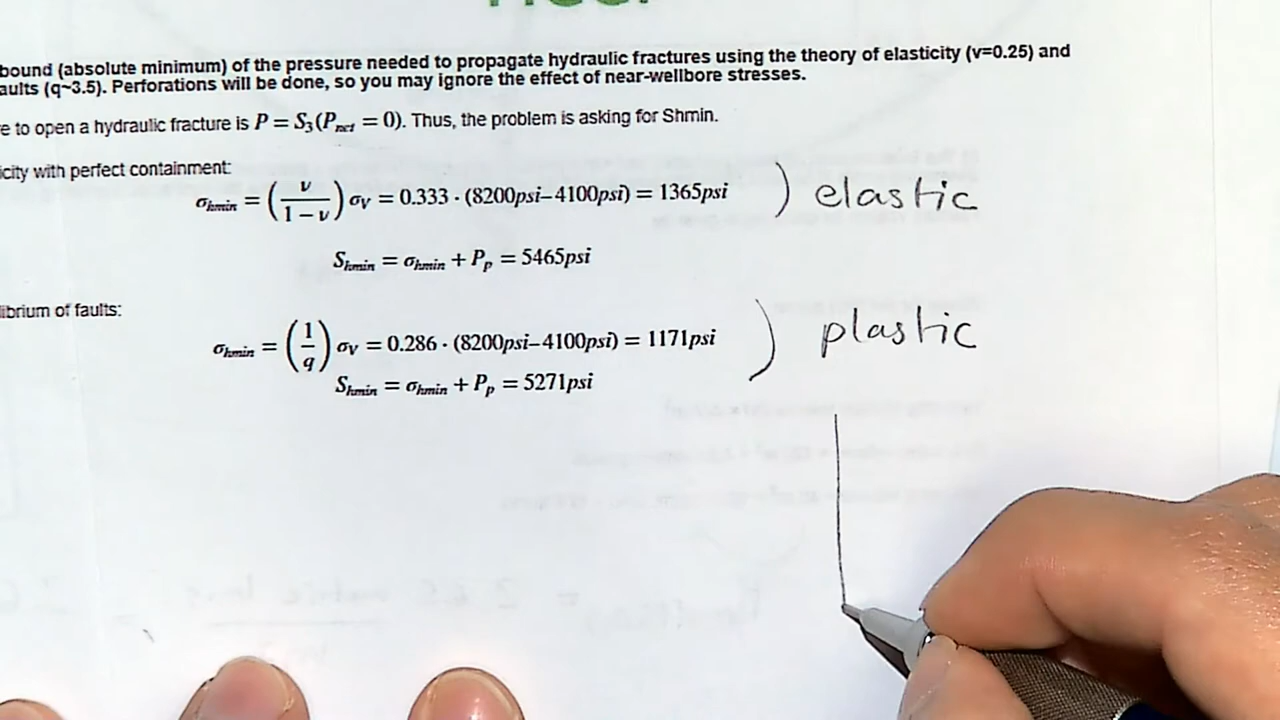 bound (absolute minimum) of the pressure needed to propagate hydraulic fractures using the theory of elasticity (v=0.25) and
aults (q~3.5). Perforations will be done, so you may ignore the effect of near-wellbore stresses.
e to open a hydraulic fracture is P = S₃(Pₙₑₜ = 0). Thus, the problem is asking for Shmin.
icity with perfect containment:
σₕₘᵢₙ = (ν/(1−ν)) σᵥ = 0.333 · (8200psi–4100psi) = 1365psi ) elastic
Sₕₘᵢₙ = σₕₘᵢₙ + Pₚ = 5465psi
librium of faults:
σₕₘᵢₙ = (1/q) σᵥ = 0.286 · (8200psi–4100psi) = 1171psi ) plastic
Sₕₘᵢₙ = σₕₘᵢₙ + Pₚ = 5271psi